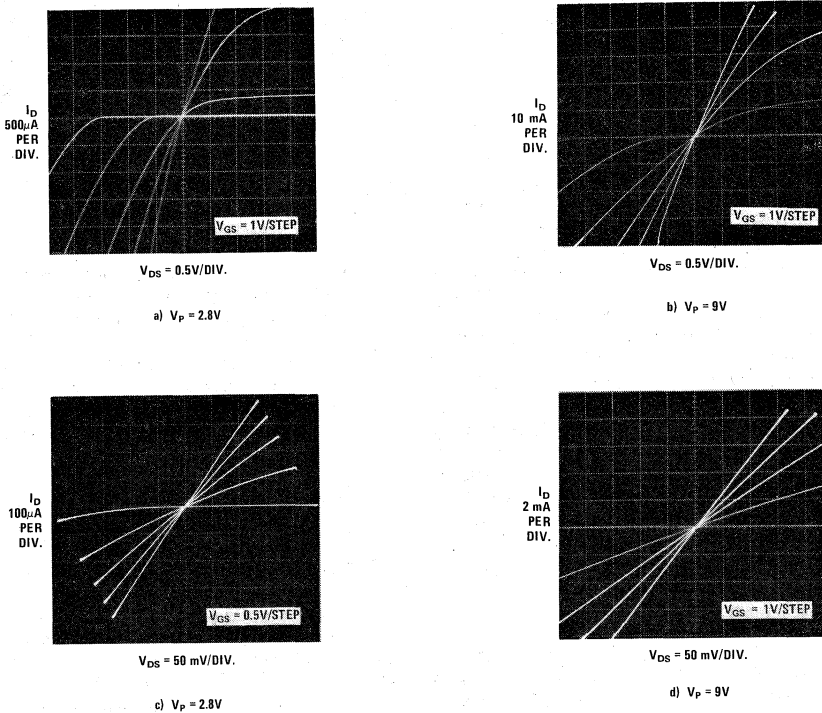 I_D
500μA
PER
DIV.
V_GS = 1V/STEP
V_DS = 0.5V/DIV.
a) V_P = 2.8V
I_D
10 mA
PER
DIV.
V_GS = 1V/STEP
V_DS = 0.5V/DIV.
b) V_P = 9V
I_D
100μA
PER
DIV.
V_GS = 0.5V/STEP
V_DS = 50 mV/DIV.
c) V_P = 2.8V
I_D
2 mA
PER
DIV.
V_GS = 1V/STEP
V_DS = 50 mV/DIV.
d) V_P = 9V